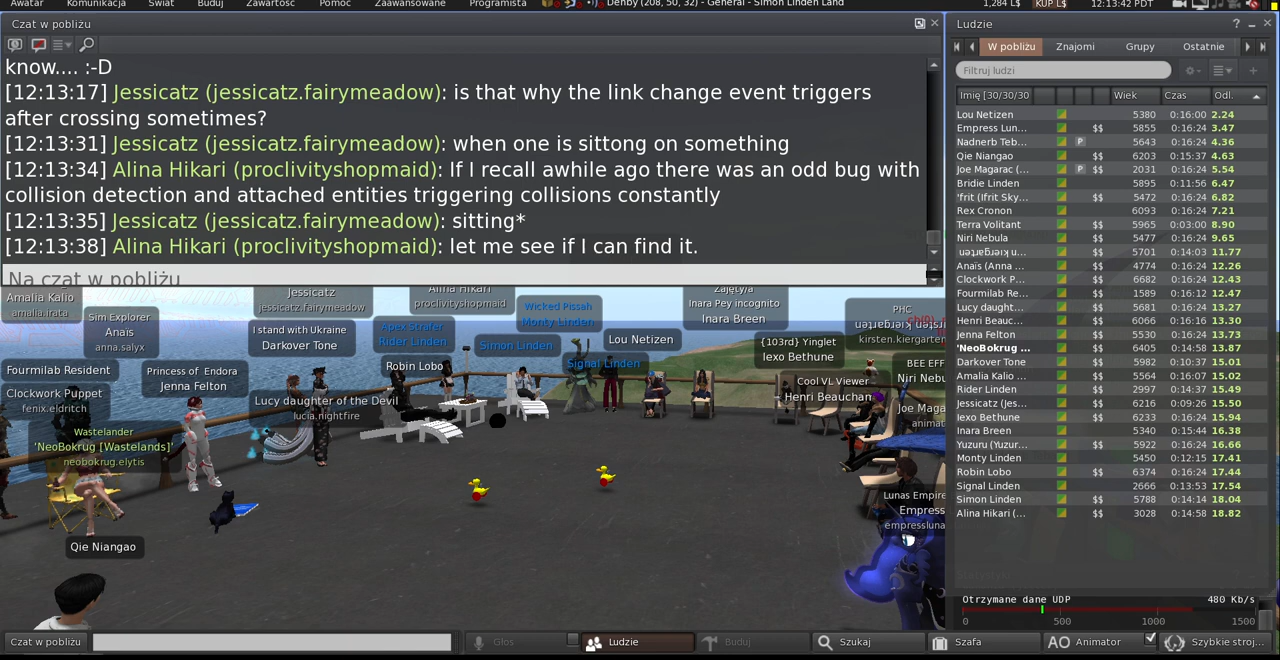 Awatar Komunikacja Świat Buduj Zawartość Pomoc Zaawansowane Programista Denby (208, 50, 32) - General - Simon Linden Land 1,284 L$ KUP L$ 12:13:42 PDT
Czat w pobliżu
know.... :-D
[12:13:17] Jessicatz (jessicatz.fairymeadow): is that why the link change event triggers
after crossing sometimes?
[12:13:31] Jessicatz (jessicatz.fairymeadow): when one is sittong on something
[12:13:34] Alina Hikari (proclivityshopmaid): If I recall awhile ago there was an odd bug with
collision detection and attached entities triggering collisions constantly
[12:13:35] Jessicatz (jessicatz.fairymeadow): sitting*
[12:13:38] Alina Hikari (proclivityshopmaid): let me see if I can find it.
Na czat w pobliżu
Amalia Kalio
amalia.irata
Sim Explorer
Anaïs
anna.salyx
Jessicatz
jessicatz.fairymeadow
Alina Hikari
proclivityshopmaid
Wicked Pissah
Monty Linden
Zajęty/a
Inara Pey incognito
Inara Breen
PHC
kirsten.kiergarten
I stand with Ukraine
Darkover Tone
Apex Strafer
Rider Linden
Simon Linden
Lou Netizen
{103rd} Yinglet
Iexo Bethune
Signal Linden
Robin Lobo
Fourmilab Resident
Princess of Endora
Jenna Felton
BEE EFF
Niri Nebu
Clockwork Puppet
fenix.eldritch
Lucy daughter of the Devil
lucia.nightfire
Cool VL Viewer
Henri Beauchan
Joe Maga
animat
Wastelander
'NeoBokrug [Wastelands]'
neobokrug.elytis
Lunas Empire
Empress
empressluna
Qie Niangao
Ludzie
W pobliżu Znajomi Grupy Ostatnie
Filtruj ludzi
Imię [30/30/30 Wiek Czas Odl.
Lou Netizen 5380 0:16:00 2.24
Empress Lun... $$ 5855 0:16:24 3.47
Nadnerb Teb... P 5643 0:16:24 4.36
Qie Niangao $$ 6203 0:15:37 4.63
Joe Magarac (... P $$ 2031 0:16:24 5.54
Bridie Linden 5895 0:11:56 6.47
'frit (Ifrit Sky... $$ 5472 0:16:24 6.82
Rex Cronon 6093 0:16:24 7.21
Terra Volitant $$ 5965 0:03:00 8.90
Niri Nebula $$ 5477 0:16:24 9.65
$$ 5701 0:14:03 11.77
Anaïs (Anna ... $$ 4774 0:16:24 12.26
Clockwork P... $$ 6682 0:16:24 12.43
Fourmilab Re... $$ 1589 0:16:12 12.47
Lucy daught... $$ 5681 0:16:24 13.27
Henri Beauc... $$ 6066 0:16:16 13.30
Jenna Felton $$ 5530 0:16:24 13.73
'NeoBokrug ... $$ 6405 0:14:58 13.87
Darkover Tone $$ 5982 0:10:37 15.01
Amalia Kalio ... $$ 5564 0:16:07 15.02
Rider Linden $$ 2997 0:14:37 15.49
Jessicatz (Jes... $$ 6216 0:09:26 15.50
Iexo Bethune $$ 6233 0:16:24 15.94
Inara Breen 5340 0:15:44 16.38
Yuzuru (Yuzur... $$ 5922 0:16:24 16.66
Monty Linden 5450 0:12:15 17.41
Robin Lobo $$ 6374 0:16:24 17.44
Signal Linden 2666 0:13:53 17.54
Simon Linden $$ 5788 0:14:14 18.04
Alina Hikari (... $$ 3028 0:14:58 18.82
Otrzymane dane UDP 480 Kb/s
0 500 1000 1500
Czat w pobliżu Głos Ludzie Buduj Szukaj Szafa AO Animator Szybkie stroj...